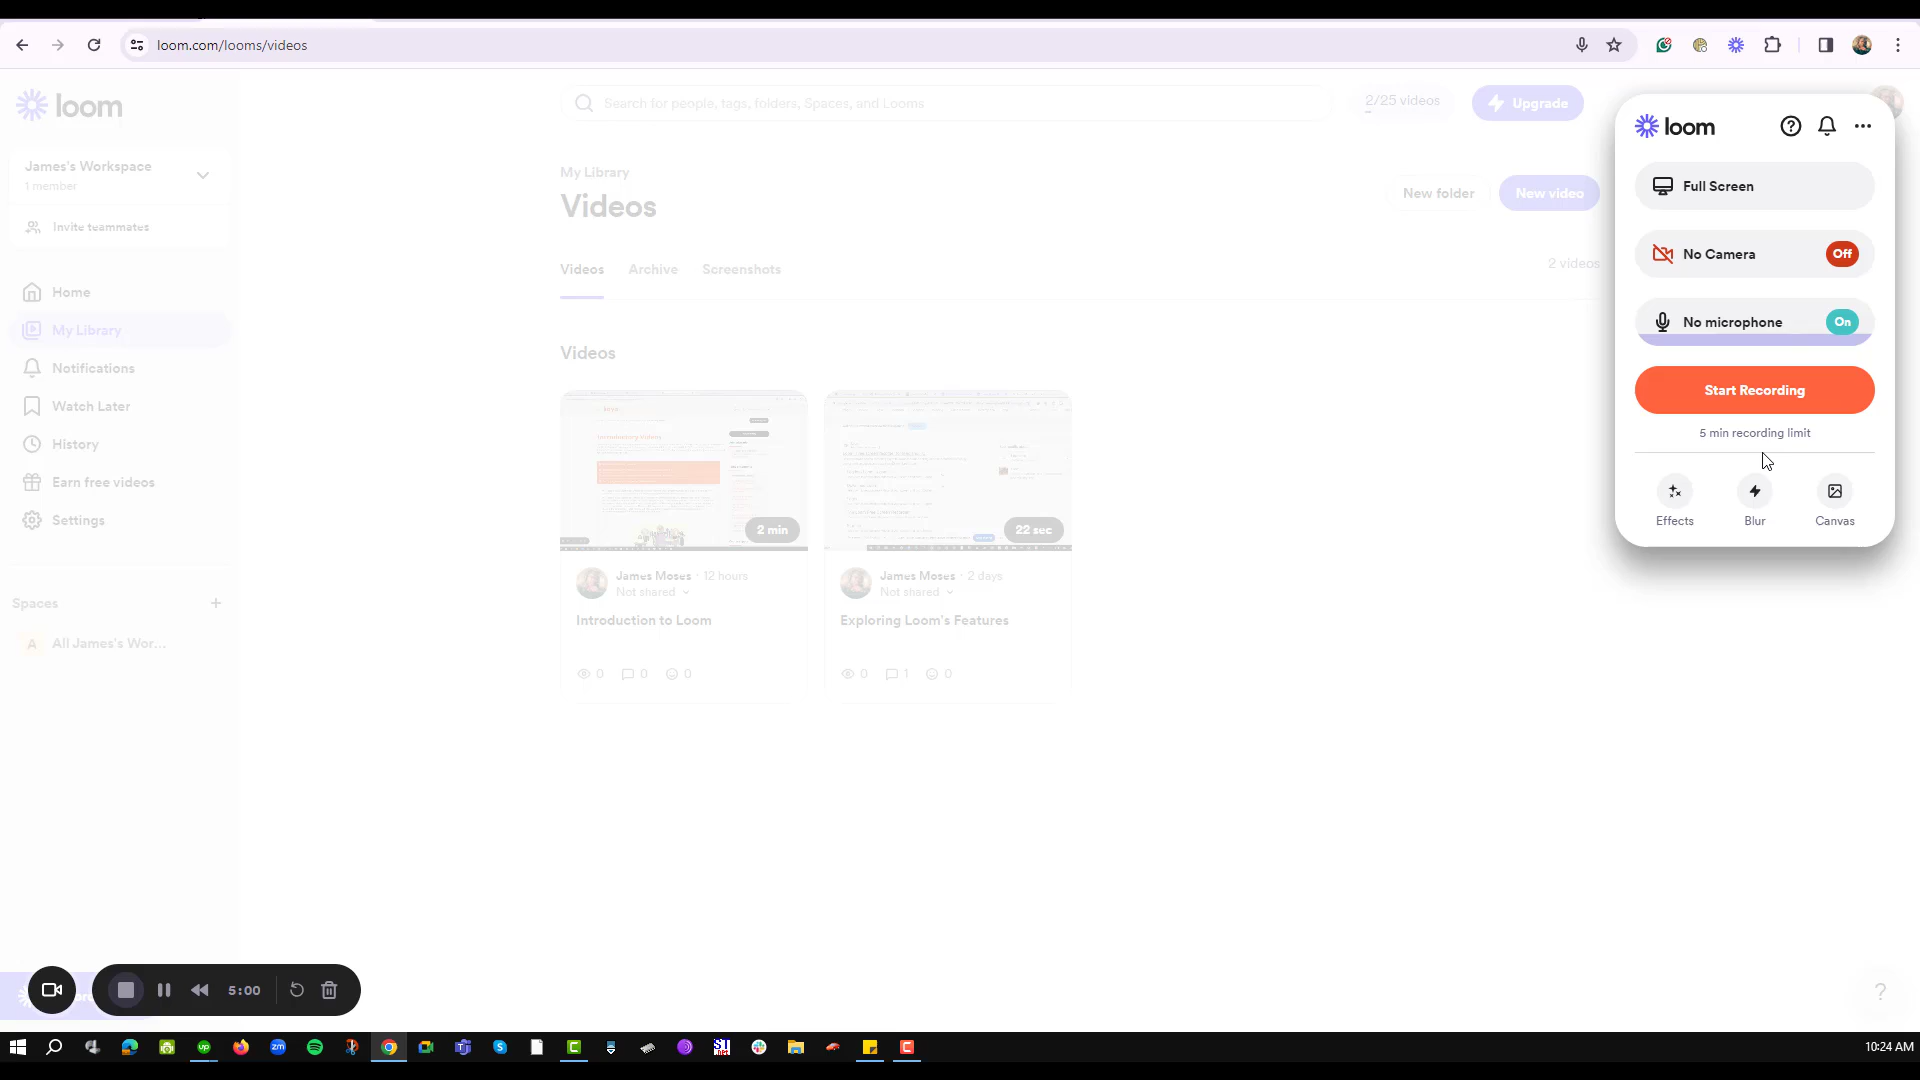 loom.com/looms/videos
loom
James's Workspace
1 member
Invite teammates
Home
My Library
Notifications
Watch Later
History
Earn free videos
Settings
Spaces
+
A All James's Wor...
Search for people, tags, folders, Spaces, and Looms
2/25 videos
Upgrade
My Library
Videos
New folder
New video
Videos
Archive
Screenshots
2 videos
Videos
2 min
James Moses · 12 hours
Not shared
Introduction to Loom
0 0 0
22 sec
James Moses · 2 days
Not shared
Exploring Loom's Features
0 1 0
loom
Full Screen
No Camera Off
No microphone On
Start Recording
5 min recording limit
Effects
Blur
Canvas
5:00
?
10:24 AM